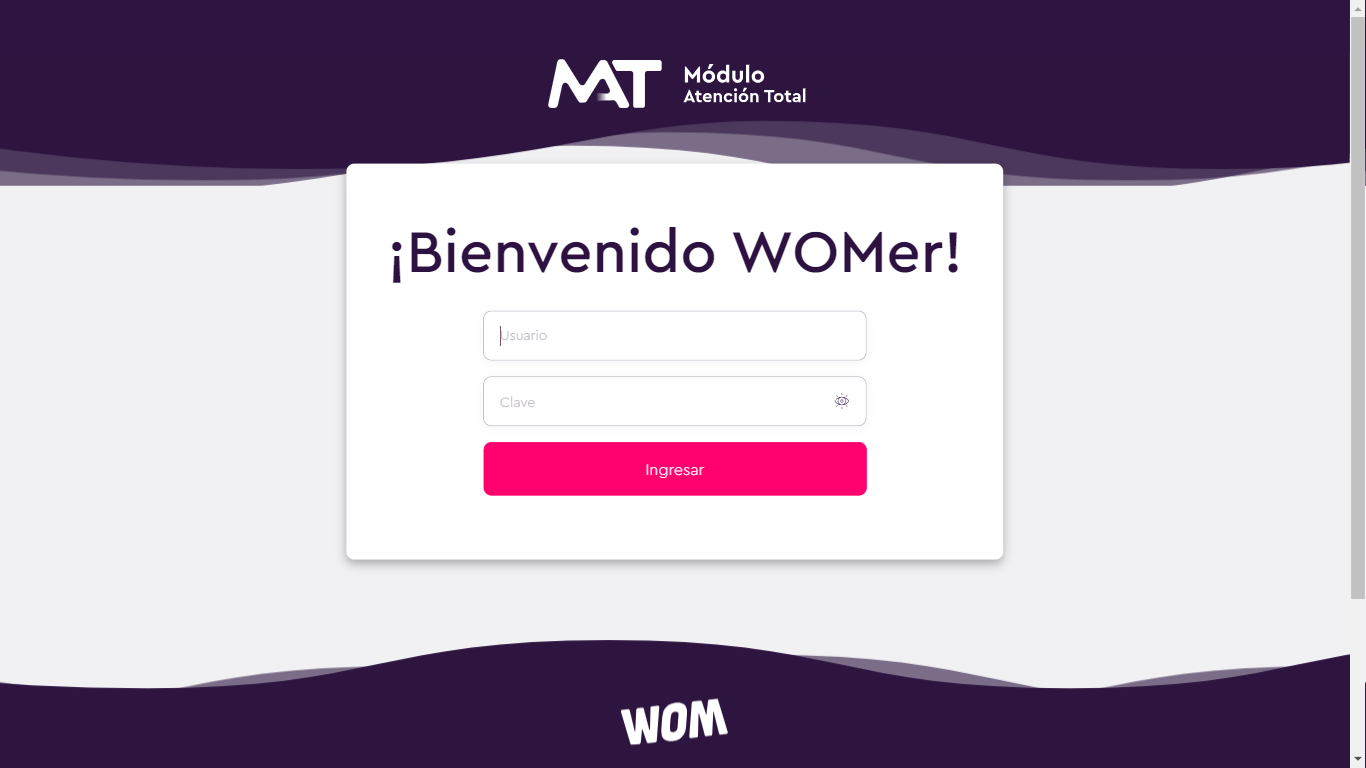 MAT
Módulo
Atención Total
¡Bienvenido WOMer!
Usuario
Clave
Ingresar
WOM